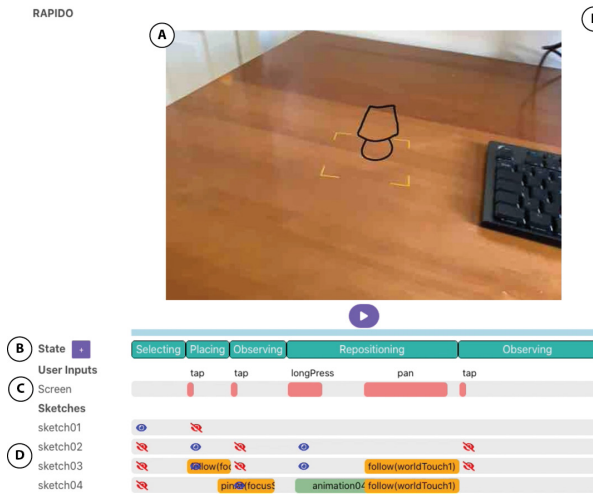 RAPIDO
A
B State +
Selecting Placing Observing Repositioning Observing
User Inputs
tap tap longPress pan tap
C Screen
Sketches
sketch01
sketch02
D
sketch03 follow(worldTouch1)
sketch04 animation04 follow(worldTouch1)